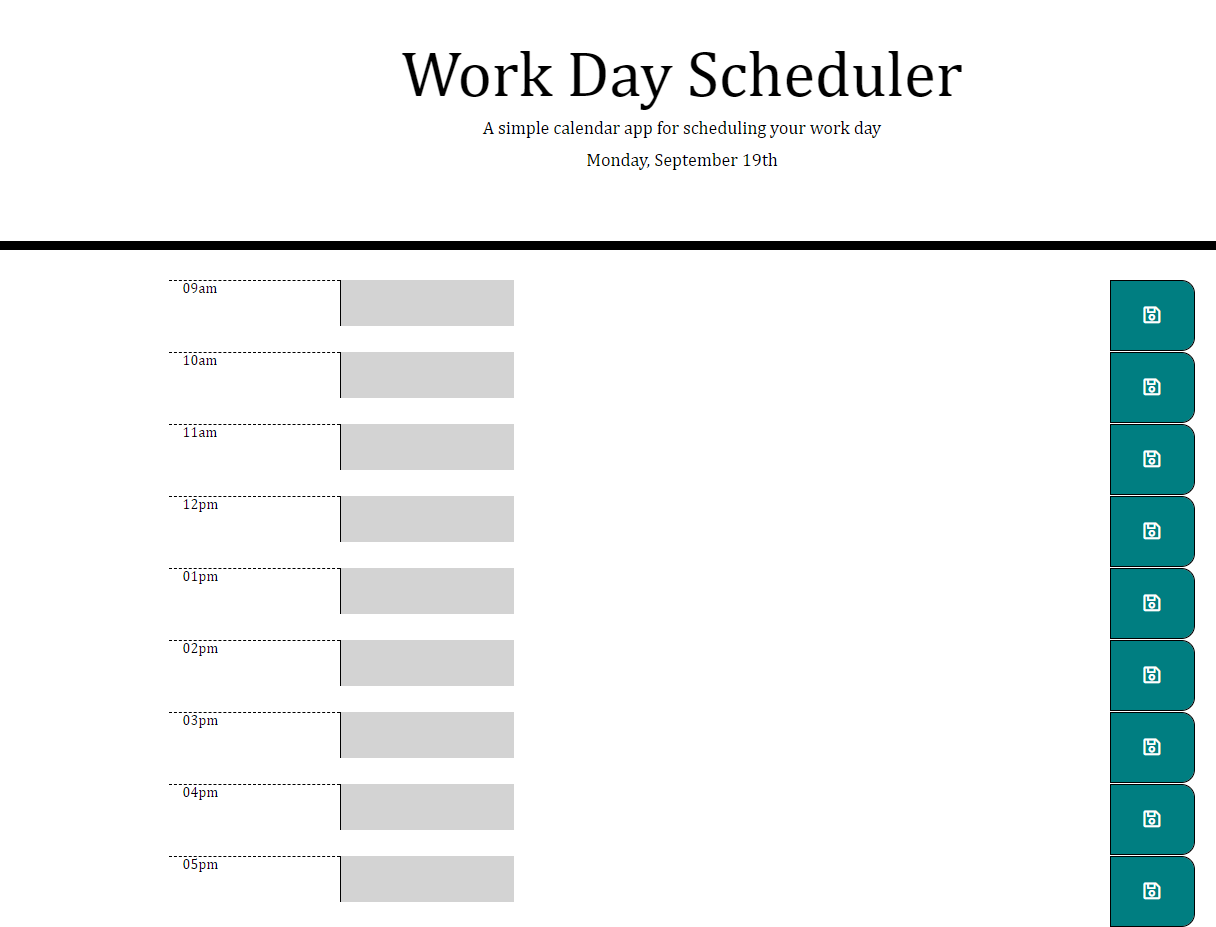 Work Day Scheduler
A simple calendar app for scheduling your work day
Monday, September 19th
09am
10am
11am
12pm
01pm
02pm
03pm
04pm
05pm